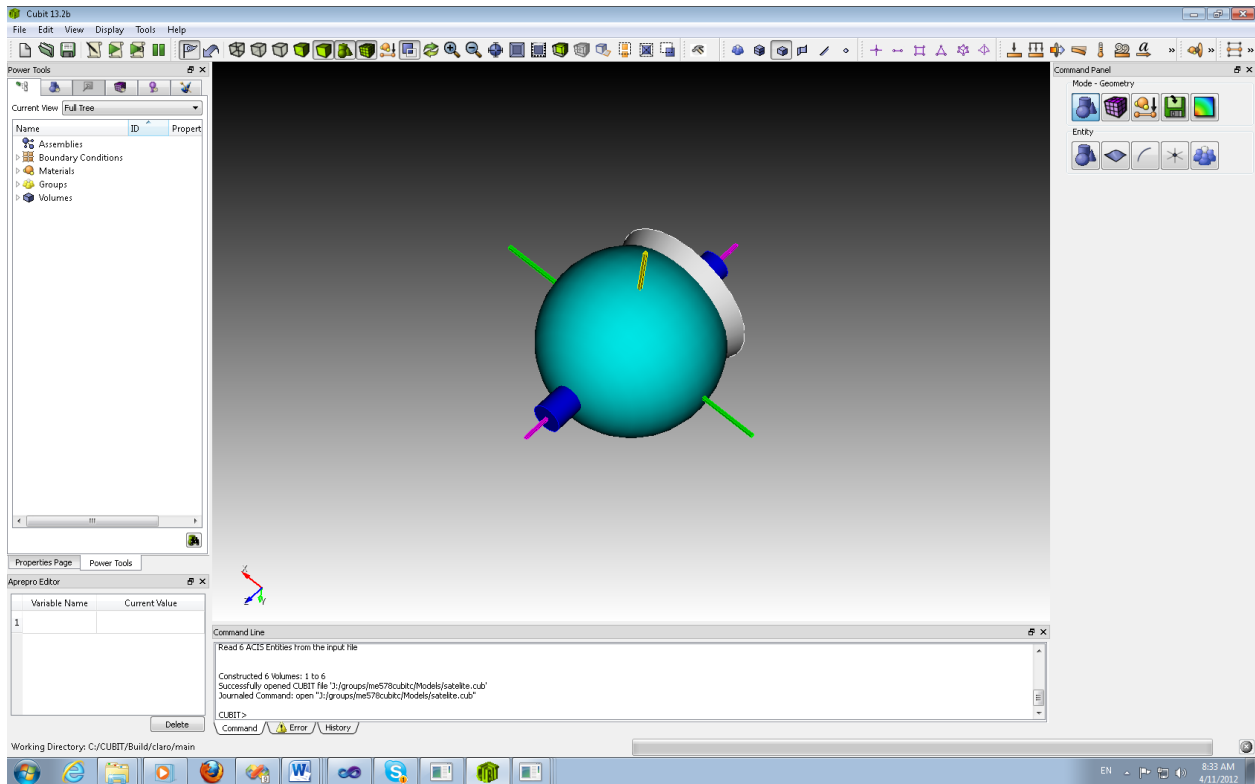 Cubit 13.2b
File Edit View Display Tools Help
Power Tools
Command Panel
Mode - Geometry
Current View Full Tree
Name ID Propert
Entity
Assemblies
Boundary Conditions
Materials
Groups
Volumes
Properties Page Power Tools
Aprepro Editor
Variable Name Current Value
1
Delete
X
Z Y
Command Line
Read 6 ACIS Entities from the input file
Constructed 6 Volumes: 1 to 6
Successfully opened CUBIT file 'J:/groups/me578cubitc/Models/satelite.cub'
Journaled Command: open "J:/groups/me578cubitc/Models/satelite.cub"
CUBIT>
Command Error History
Working Directory: C:/CUBIT/Build/claro/main
EN
8:33 AM
4/11/2012